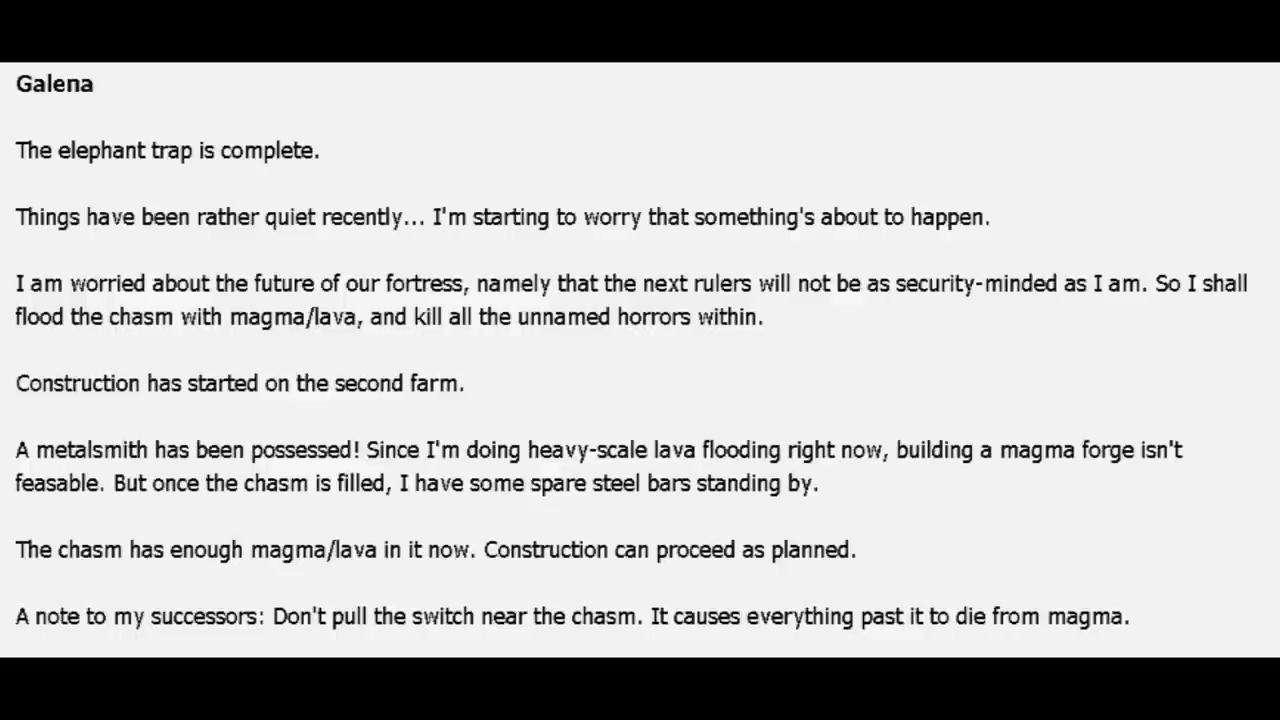 Galena
The elephant trap is complete.
Things have been rather quiet recently... I'm starting to worry that something's about to happen.
I am worried about the future of our fortress, namely that the next rulers will not be as security-minded as I am. So I shall
flood the chasm with magma/lava, and kill all the unnamed horrors within.
Construction has started on the second farm.
A metalsmith has been possessed! Since I'm doing heavy-scale lava flooding right now, building a magma forge isn't
feasable. But once the chasm is filled, I have some spare steel bars standing by.
The chasm has enough magma/lava in it now. Construction can proceed as planned.
A note to my successors: Don't pull the switch near the chasm. It causes everything past it to die from magma.